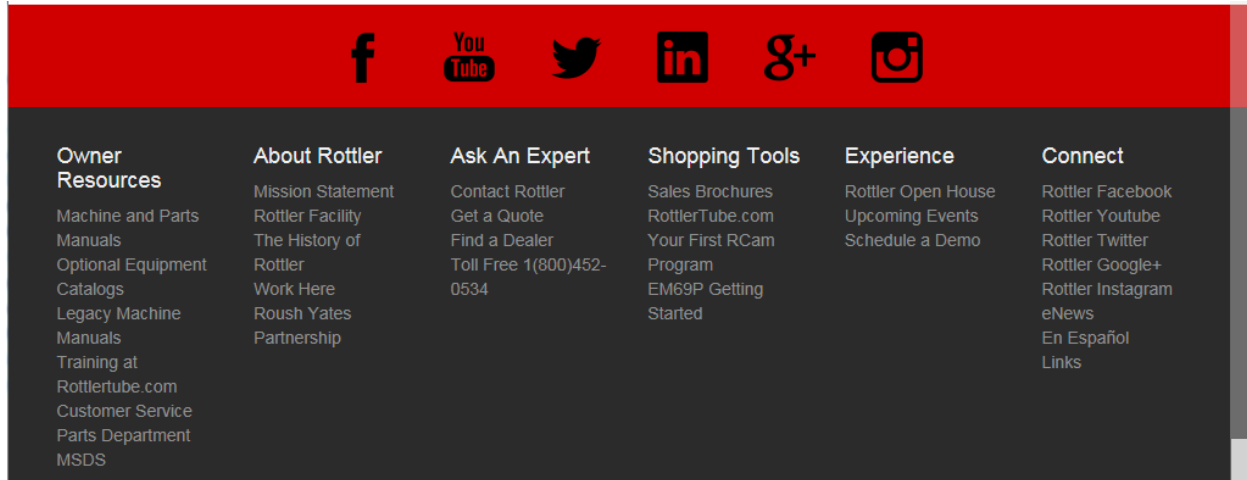 f
You
Tube
in
g+
Owner
Resources
Machine and Parts
Manuals
Optional Equipment
Catalogs
Legacy Machine
Manuals
Training at
Rottlertube.com
Customer Service
Parts Department
MSDS
About Rottler
Mission Statement
Rottler Facility
The History of
Rottler
Work Here
Roush Yates
Partnership
Ask An Expert
Contact Rottler
Get a Quote
Find a Dealer
Toll Free 1(800)452-
0534
Shopping Tools
Sales Brochures
RottlerTube.com
Your First RCam
Program
EM69P Getting
Started
Experience
Rottler Open House
Upcoming Events
Schedule a Demo
Connect
Rottler Facebook
Rottler Youtube
Rottler Twitter
Rottler Google+
Rottler Instagram
eNews
En Español
Links